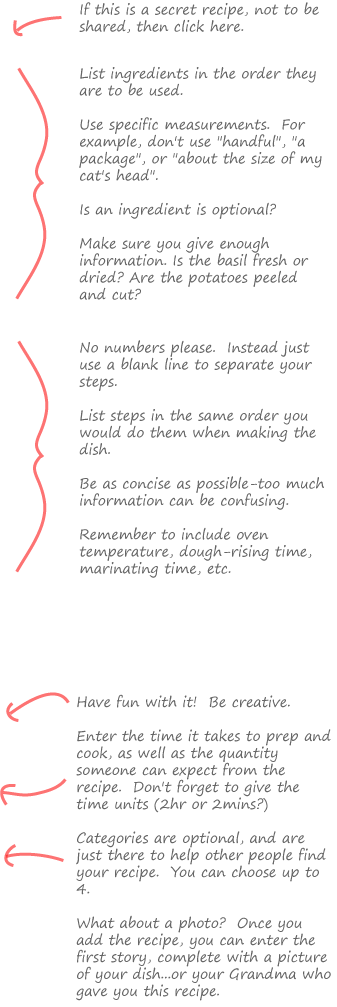 If this is a secret recipe, not to be
shared, then click here.
List ingredients in the order they
are to be used.
Use specific measurements.  For
example, don't use "handful", "a
package", or "about the size of my
cat's head".
Is an ingredient is optional?
Make sure you give enough
information. Is the basil fresh or
dried? Are the potatoes peeled
and cut?
No numbers please.  Instead just
use a blank line to separate your
steps.
List steps in the same order you
would do them when making the
dish.
Be as concise as possible-too much
information can be confusing.
Remember to include oven
temperature, dough-rising time,
marinating time, etc.
Have fun with it!  Be creative.
Enter the time it takes to prep and
cook, as well as the quantity
someone can expect from the
recipe.  Don't forget to give the
time units (2hr or 2mins?)
Categories are optional, and are
just there to help other people find
your recipe.  You can choose up to
4.
What about a photo?  Once you
add the recipe, you can enter the
first story, complete with a picture
of your dish...or your Grandma who
gave you this recipe.